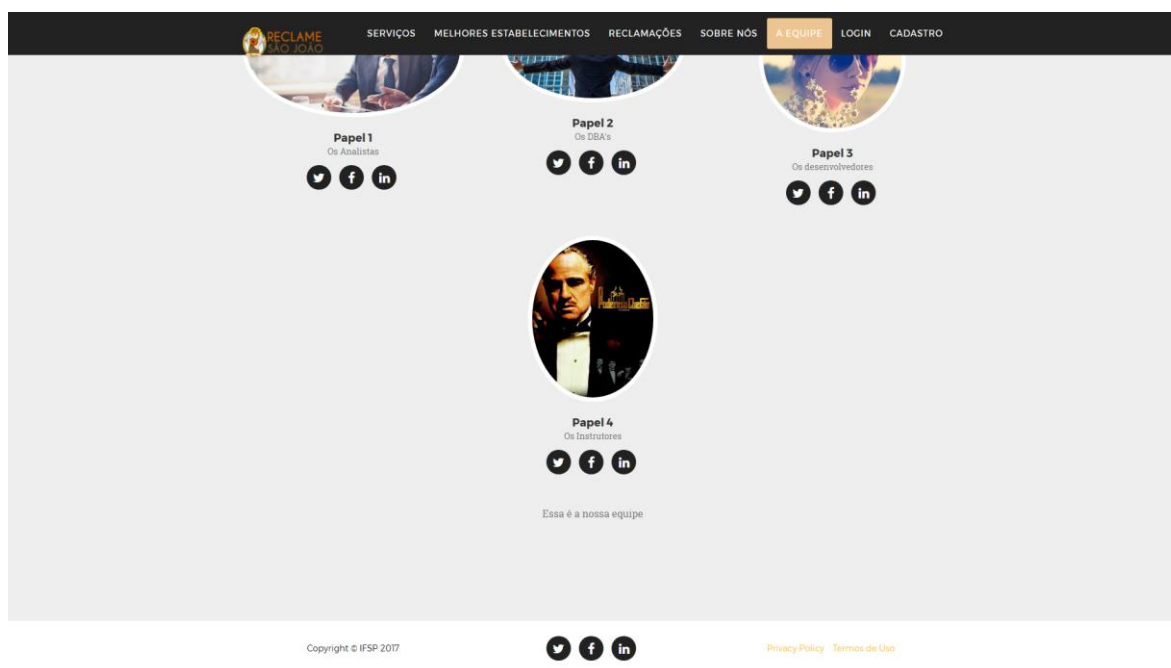 RECLAME
SÃO JOÃO
SERVIÇOS MELHORES ESTABELECIMENTOS RECLAMAÇÕES SOBRE NÓS A EQUIPE LOGIN CADASTRO
Papel 1
Os Analistas
Papel 2
Os DBA's
Papel 3
Os desenvolvedores
Poderoso Chefão
Papel 4
Os Instrutores
Essa é a nossa equipe
Copyright © IFSP 2017
Privacy Policy Termos de Uso